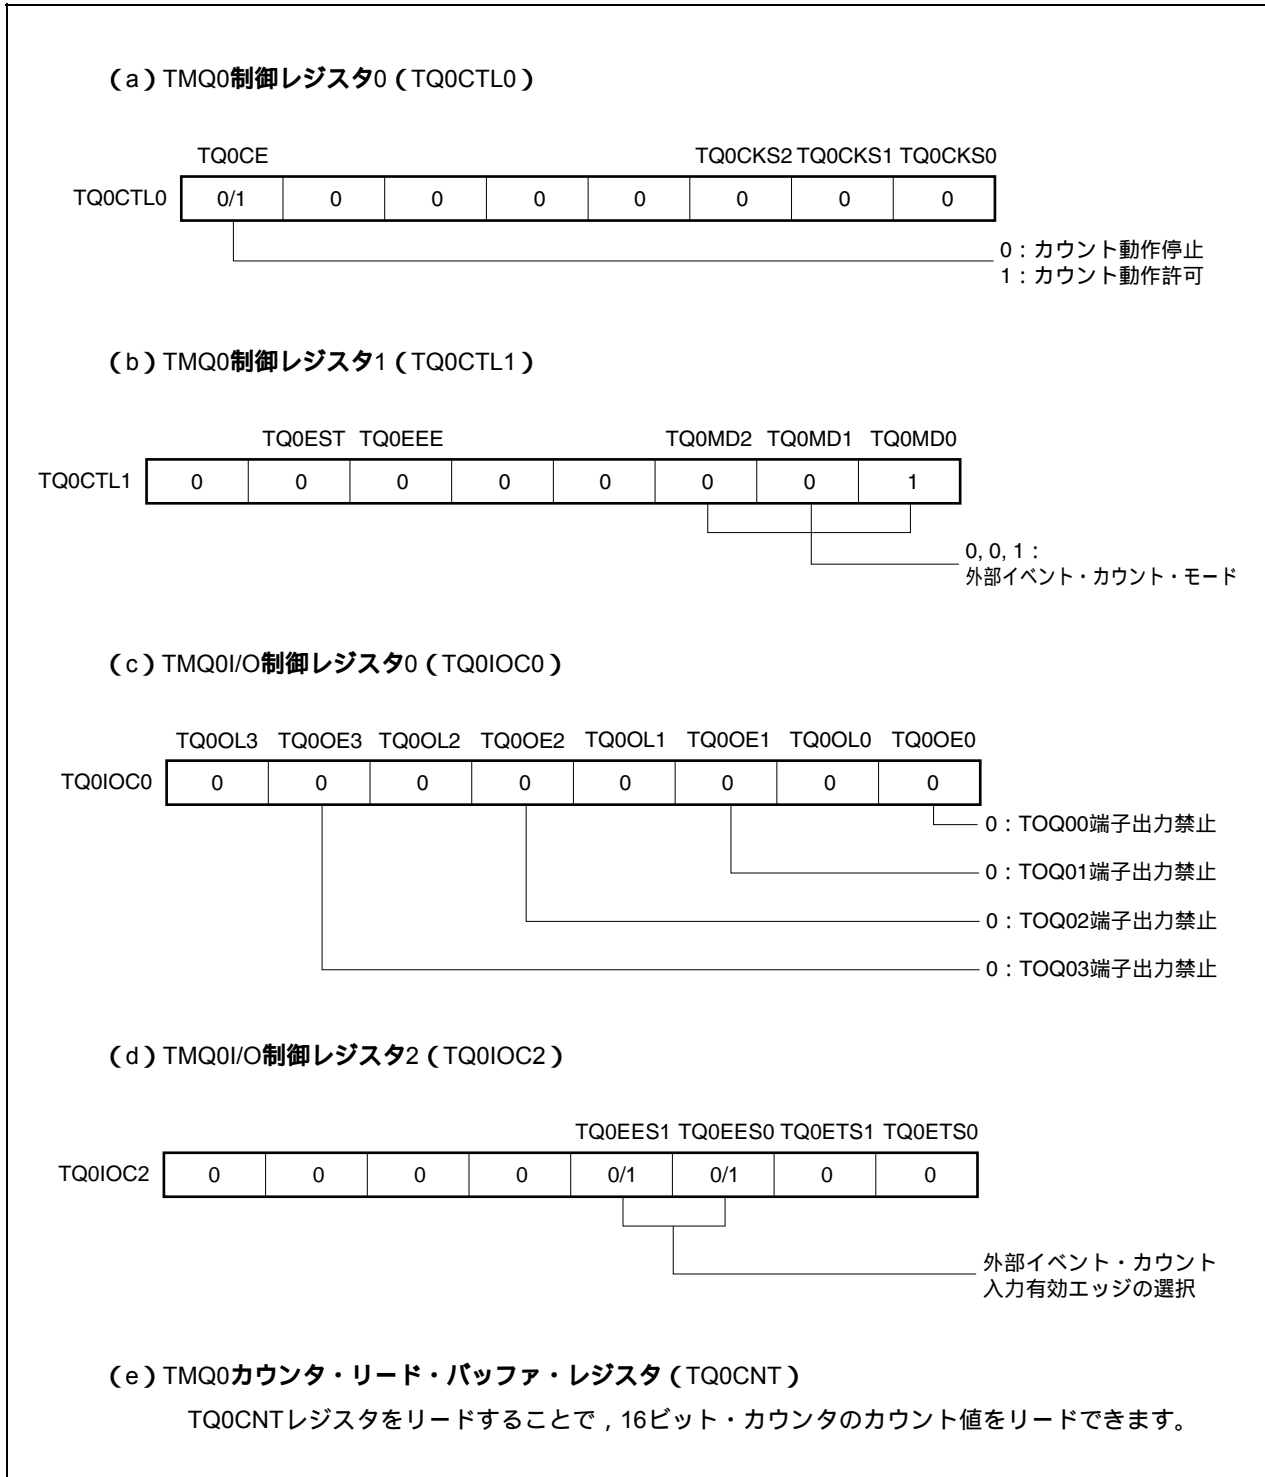 （a）TMQ0制御レジスタ0（TQ0CTL0）
TQ0CE TQ0CKS2 TQ0CKS1 TQ0CKS0
TQ0CTL0 0/1 0 0 0 0 0 0 0
0：カウント動作停止
1：カウント動作許可
（b）TMQ0制御レジスタ1（TQ0CTL1）
TQ0EST TQ0EEE TQ0MD2 TQ0MD1 TQ0MD0
TQ0CTL1 0 0 0 0 0 0 0 1
0, 0, 1：
外部イベント・カウント・モード
（c）TMQ0I/O制御レジスタ0（TQ0IOC0）
TQ0OL3 TQ0OE3 TQ0OL2 TQ0OE2 TQ0OL1 TQ0OE1 TQ0OL0 TQ0OE0
TQ0IOC0 0 0 0 0 0 0 0 0
0：TOQ00端子出力禁止
0：TOQ01端子出力禁止
0：TOQ02端子出力禁止
0：TOQ03端子出力禁止
（d）TMQ0I/O制御レジスタ2（TQ0IOC2）
TQ0EES1 TQ0EES0 TQ0ETS1 TQ0ETS0
TQ0IOC2 0 0 0 0 0/1 0/1 0 0
外部イベント・カウント
入力有効エッジの選択
（e）TMQ0カウンタ・リード・バッファ・レジスタ（TQ0CNT）
TQ0CNTレジスタをリードすることで，16ビット・カウンタのカウント値をリードできます。